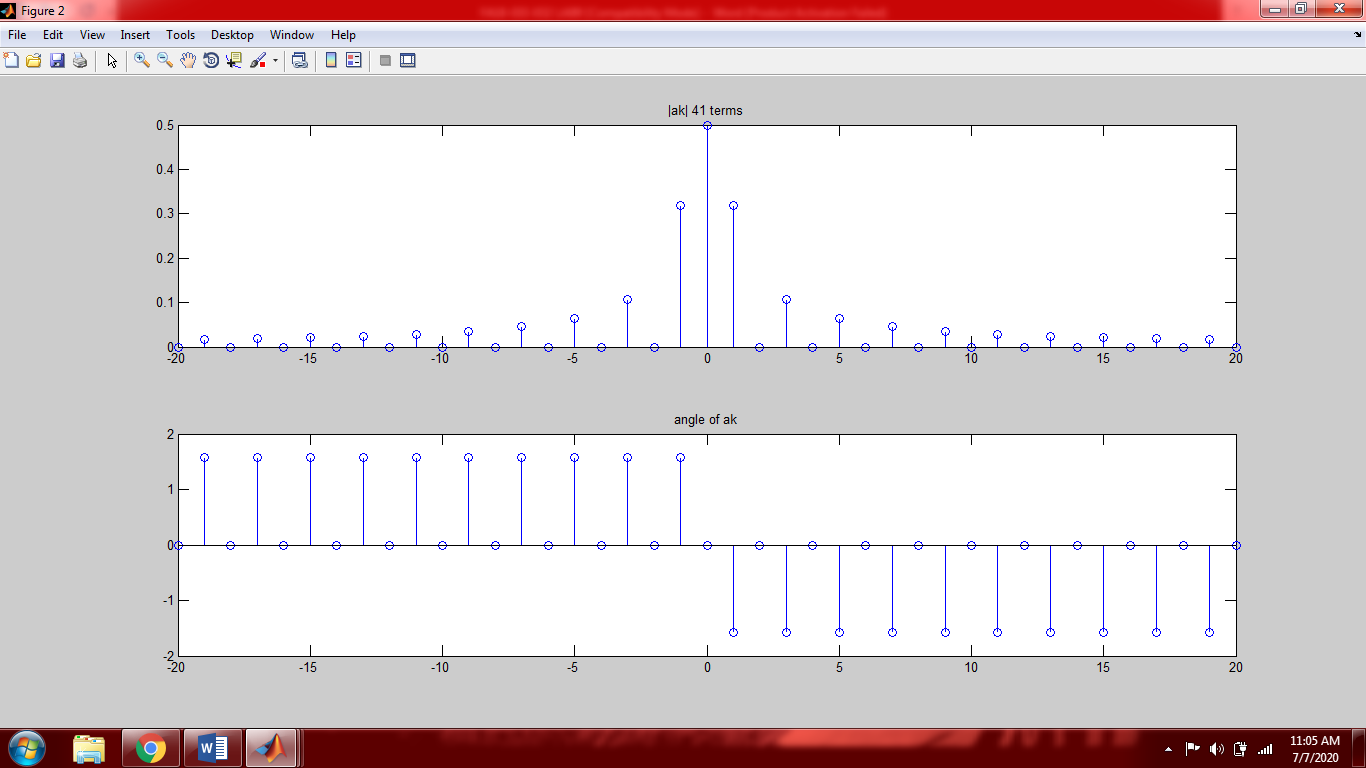 Figure 2
File Edit View Insert Tools Desktop Window Help
|ak| 41 terms
0.5
0.4
0.3
0.2
0.1
0
-20 -15 -10 -5 0 5 10 15 20
angle of ak
2
1
0
-1
-2
-20 -15 -10 -5 0 5 10 15 20
11:05 AM
7/7/2020